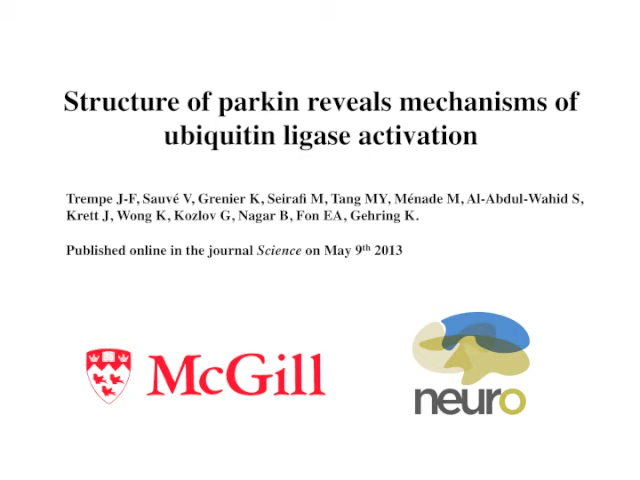 Structure of parkin reveals mechanisms of
ubiquitin ligase activation
Trempe J-F, Sauvé V, Grenier K, Seirafi M, Tang MY, Ménade M, Al-Abdul-Wahid S,
Krett J, Wong K, Kozlov G, Nagar B, Fon EA, Gehring K.
Published online in the journal Science on May 9th 2013
McGill
neuro